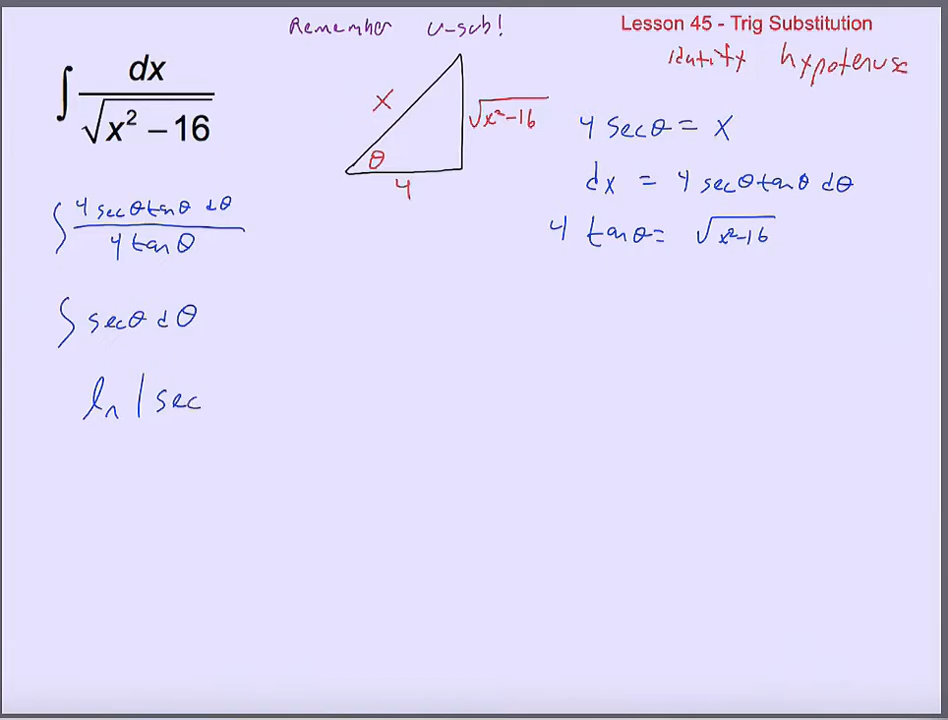 Remember u-sub!
Lesson 45 - Trig Substitution
identify hypotenuse
∫ dx / √(x² – 16)
x
√(x²-16)
θ
4
4 secθ = x
dx = 4 secθ tanθ dθ
4 tanθ = √(x²-16)
∫ 4 secθ tanθ dθ / 4 tanθ
∫ secθ dθ
ln |sec